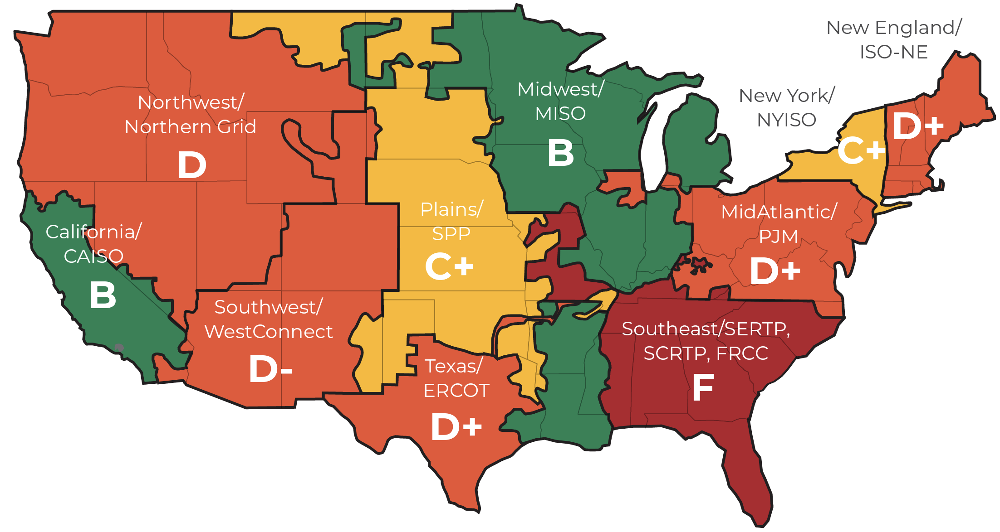 New England/
ISO-NE
D+
New York/
NYISO
C+
Midwest/
MISO
B
Northwest/
Northern Grid
D
Plains/
SPP
C+
MidAtlantic/
PJM
D+
California/
CAISO
B
Southwest/
WestConnect
D-
Texas/
ERCOT
D+
Southeast/SERTP,
SCRTP, FRCC
F